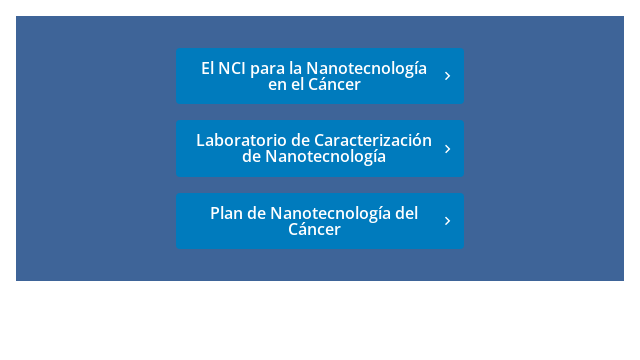 El NCI para la Nanotecnología
en el Cáncer
Laboratorio de Caracterización
de Nanotecnología
Plan de Nanotecnología del
Cáncer